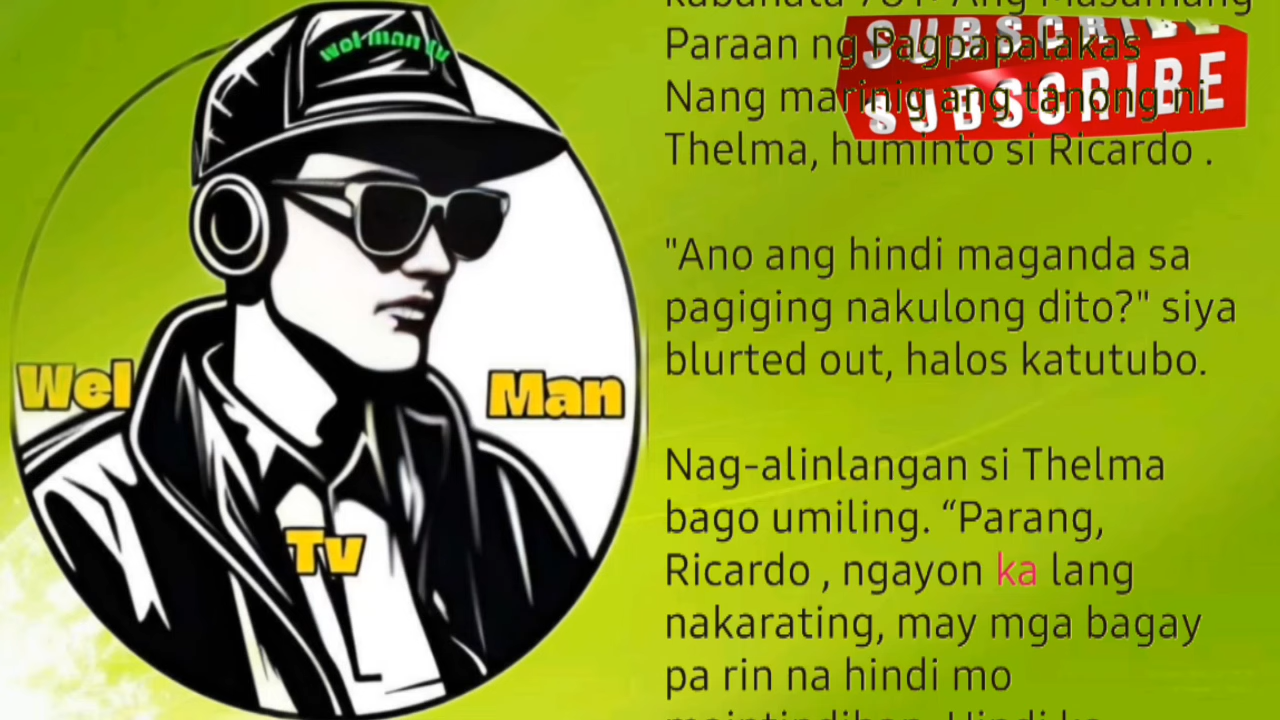 wel man tv
Wel
Man
Tv
SUBSCRIBE
SUBSCRIBE
Paraan ng Pagpapalakas
Nang marinig ang tanong ni
Thelma, huminto si Ricardo .
"Ano ang hindi maganda sa
pagiging nakulong dito?" siya
blurted out, halos katutubo.
Nag-alinlangan si Thelma
bago umiling. “Parang,
Ricardo , ngayon ka lang
nakarating, may mga bagay
pa rin na hindi mo